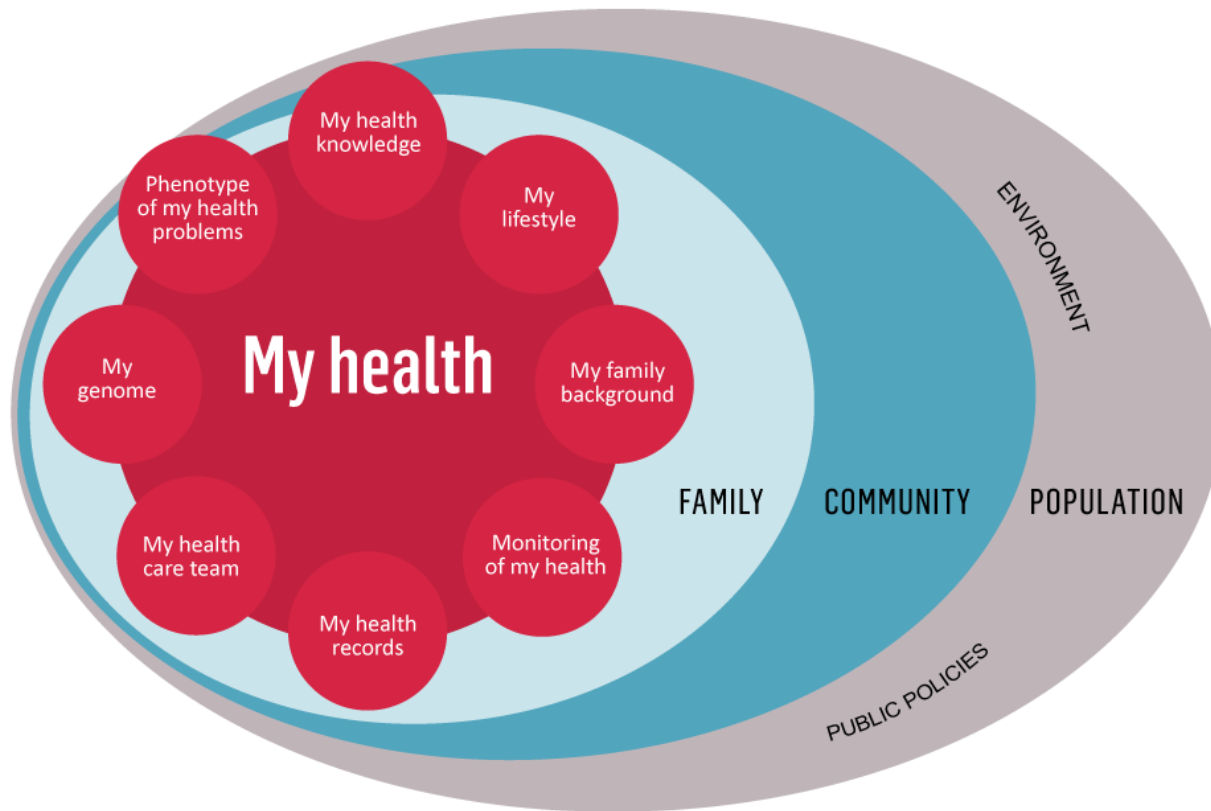 My health
knowledge
My
lifestyle
My family
background
Monitoring
of my health
My health
records
My health
care team
My
genome
Phenotype
of my health
problems
My health
FAMILY
COMMUNITY
POPULATION
ENVIRONMENT
PUBLIC POLICIES